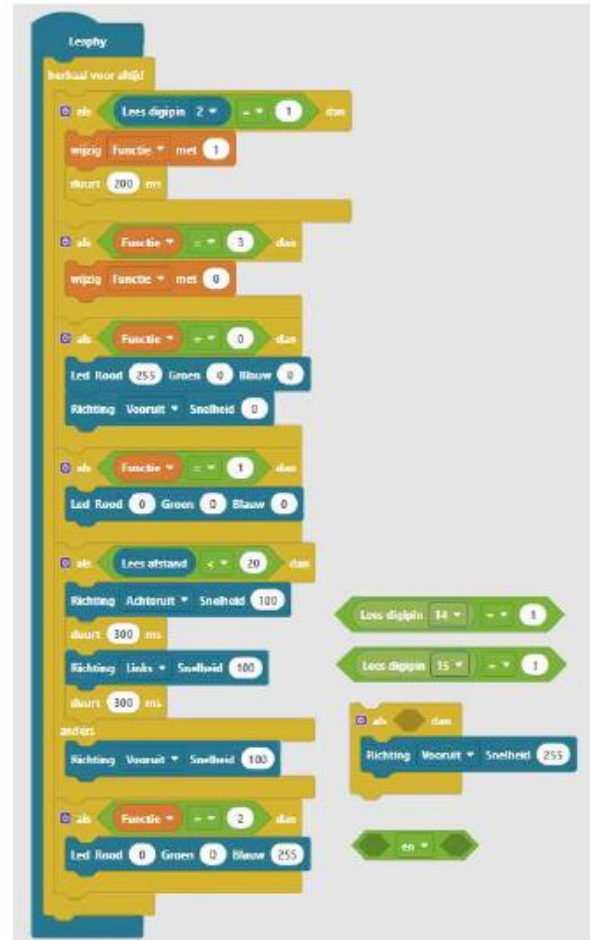 Leaphy
herhaal voor altijd
als Lees digipin 2 = 1 dan
wijzig Functie met 1
duurt 200 ms
als Functie = 3 dan
wijzig Functie met 0
als Functie = 0 dan
Led Rood 255 Groen 0 Blauw 0
Richting Vooruit Snelheid 0
als Functie = 1 dan
Led Rood 0 Groen 0 Blauw 0
als Lees afstand < 20 dan
Richting Achteruit Snelheid 100
duurt 300 ms
Richting Links Snelheid 100
duurt 300 ms
anders
Richting Vooruit Snelheid 100
als Functie = 2 dan
Led Rood 0 Groen 0 Blauw 255
Lees digipin 14 = 1
Lees digipin 15 = 1
als dan
Richting Vooruit Snelheid 255
en